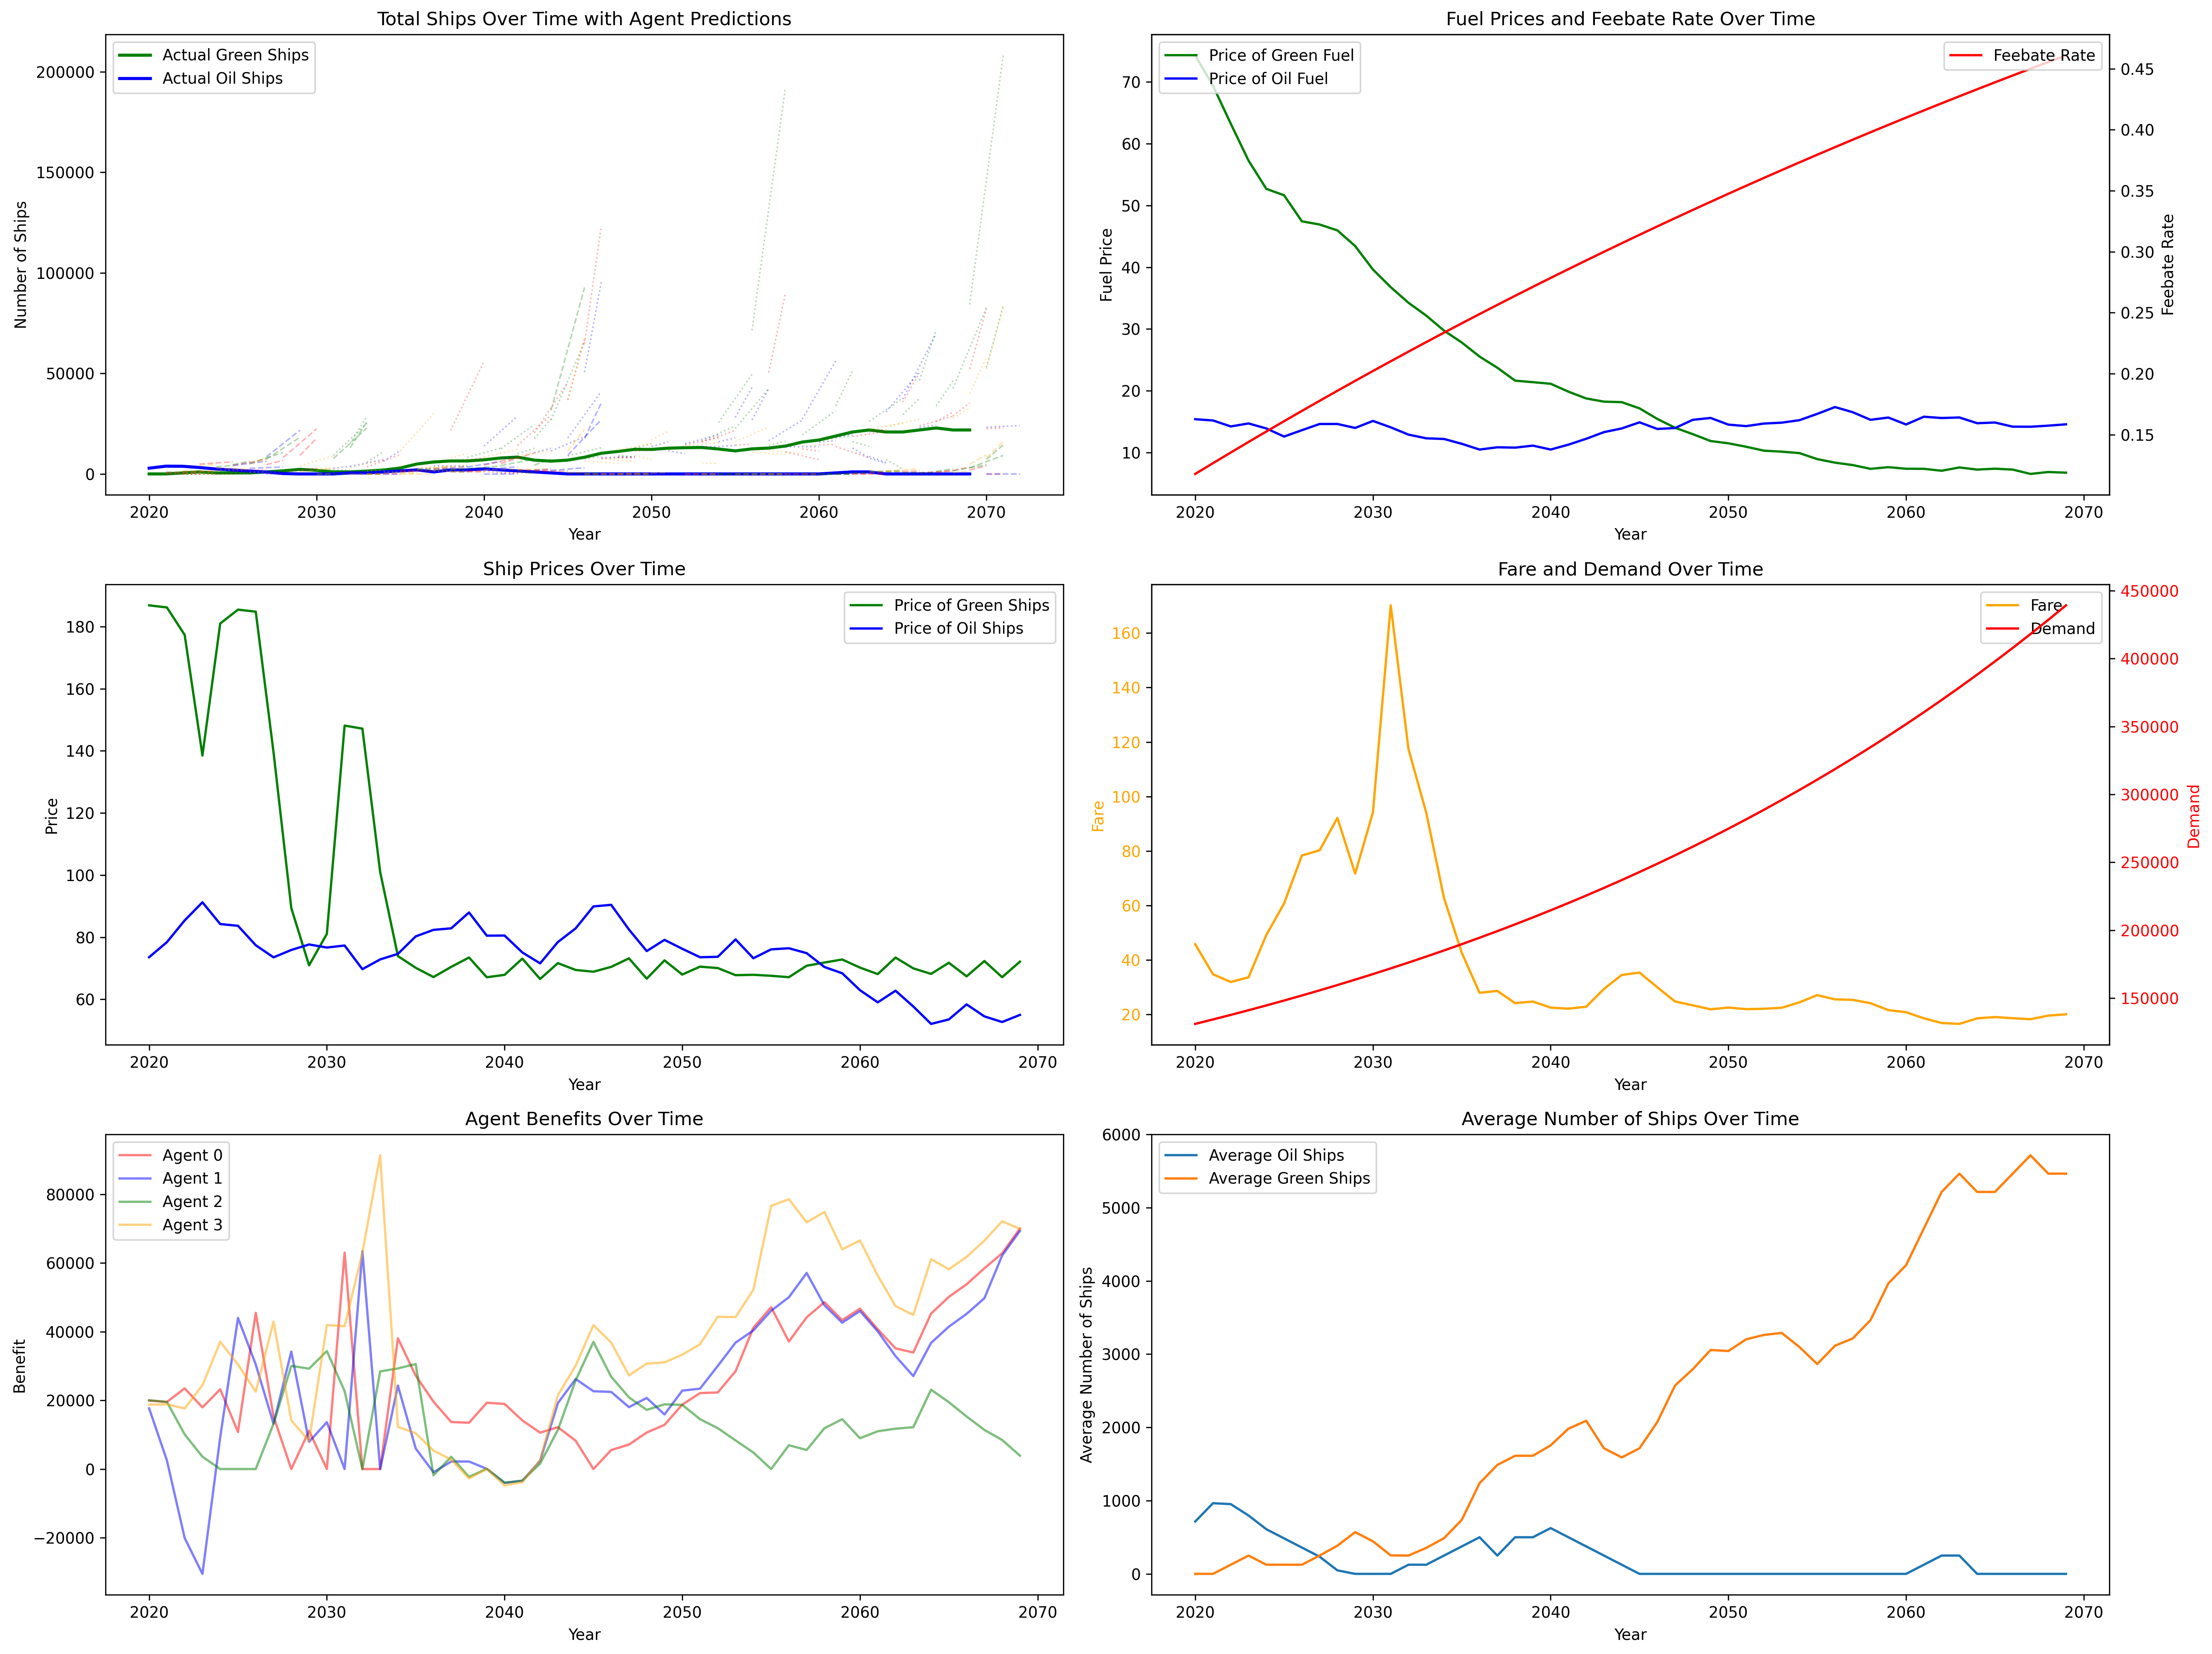 Total Ships Over Time with Agent Predictions
Actual Green Ships
Actual Oil Ships
Number of Ships
200000
150000
100000
50000
0
2020
2030
2040
2050
2060
2070
Year
Fuel Prices and Feebate Rate Over Time
Price of Green Fuel
Price of Oil Fuel
Feebate Rate
Fuel Price
70
60
50
40
30
20
10
0.45
0.40
0.35
0.30
0.25
0.20
0.15
Feebate Rate
2020
2030
2040
2050
2060
2070
Year
Ship Prices Over Time
Price of Green Ships
Price of Oil Ships
Price
180
160
140
120
100
80
60
2020
2030
2040
2050
2060
2070
Year
Fare and Demand Over Time
Fare
Demand
Fare
160
140
120
100
80
60
40
20
450000
400000
350000
300000
250000
200000
150000
Demand
2020
2030
2040
2050
2060
2070
Year
Agent Benefits Over Time
Agent 0
Agent 1
Agent 2
Agent 3
Benefit
80000
60000
40000
20000
0
−20000
2020
2030
2040
2050
2060
2070
Year
Average Number of Ships Over Time
Average Oil Ships
Average Green Ships
Average Number of Ships
6000
5000
4000
3000
2000
1000
0
2020
2030
2040
2050
2060
2070
Year